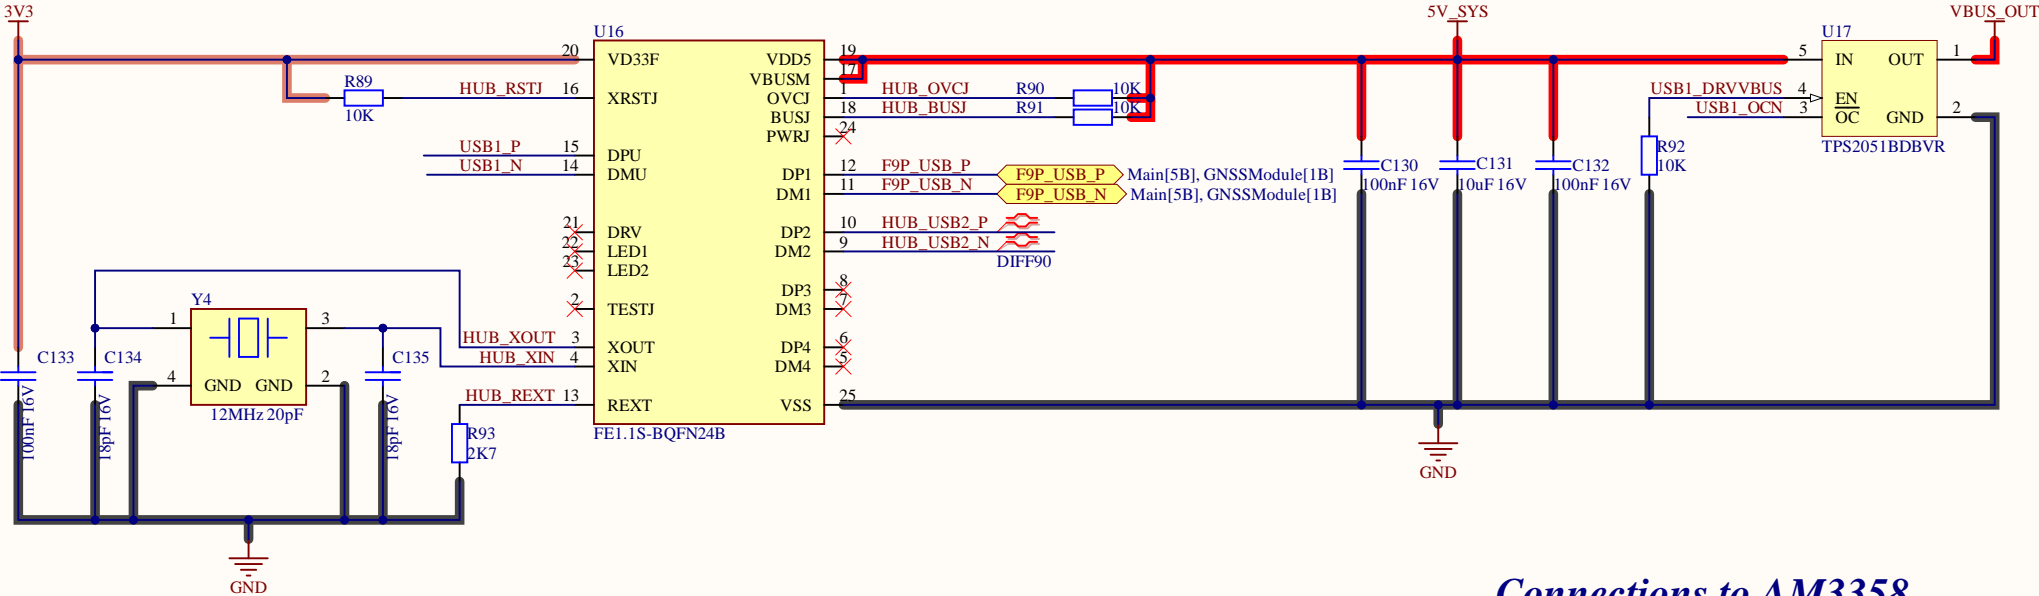 3V3
5V_SYS
VBUS_OUT
U16
U17
20
VD33F
VDD5
19
5
IN
OUT
1
VBUSM
17
R89
10K
HUB_RSTJ
16
XRSTJ
OVCJ
1
HUB_OVCJ
R90
10K
USB1_DRVVBUS
4
EN
BUSJ
18
HUB_BUSJ
R91
10K
USB1_OCN
3
OC
GND
2
PWRJ
24
TPS2051BDBVR
USB1_P
15
DPU
R92
10K
USB1_N
14
DMU
DP1
12
F9P_USB_P
F9P_USB_P
Main[5B], GNSSModule[1B]
DM1
11
F9P_USB_N
F9P_USB_N
Main[5B], GNSSModule[1B]
C130
100nF 16V
C131
10uF 16V
C132
100nF 16V
21
DRV
DP2
10
HUB_USB2_P
22
LED1
DM2
9
HUB_USB2_N
DIFF90
23
LED2
DP3
8
2
TESTJ
DM3
7
Y4
1
3
HUB_XOUT
3
XOUT
DP4
6
HUB_XIN
4
XIN
DM4
5
C133
100nF 16V
C134
18pF 16V
4
GND
GND
2
12MHz 20pF
C135
18pF 16V
HUB_REXT
13
REXT
VSS
25
R93
2K7
FE1.1S-BQFN24B
GND
GND
Connections to AM3358